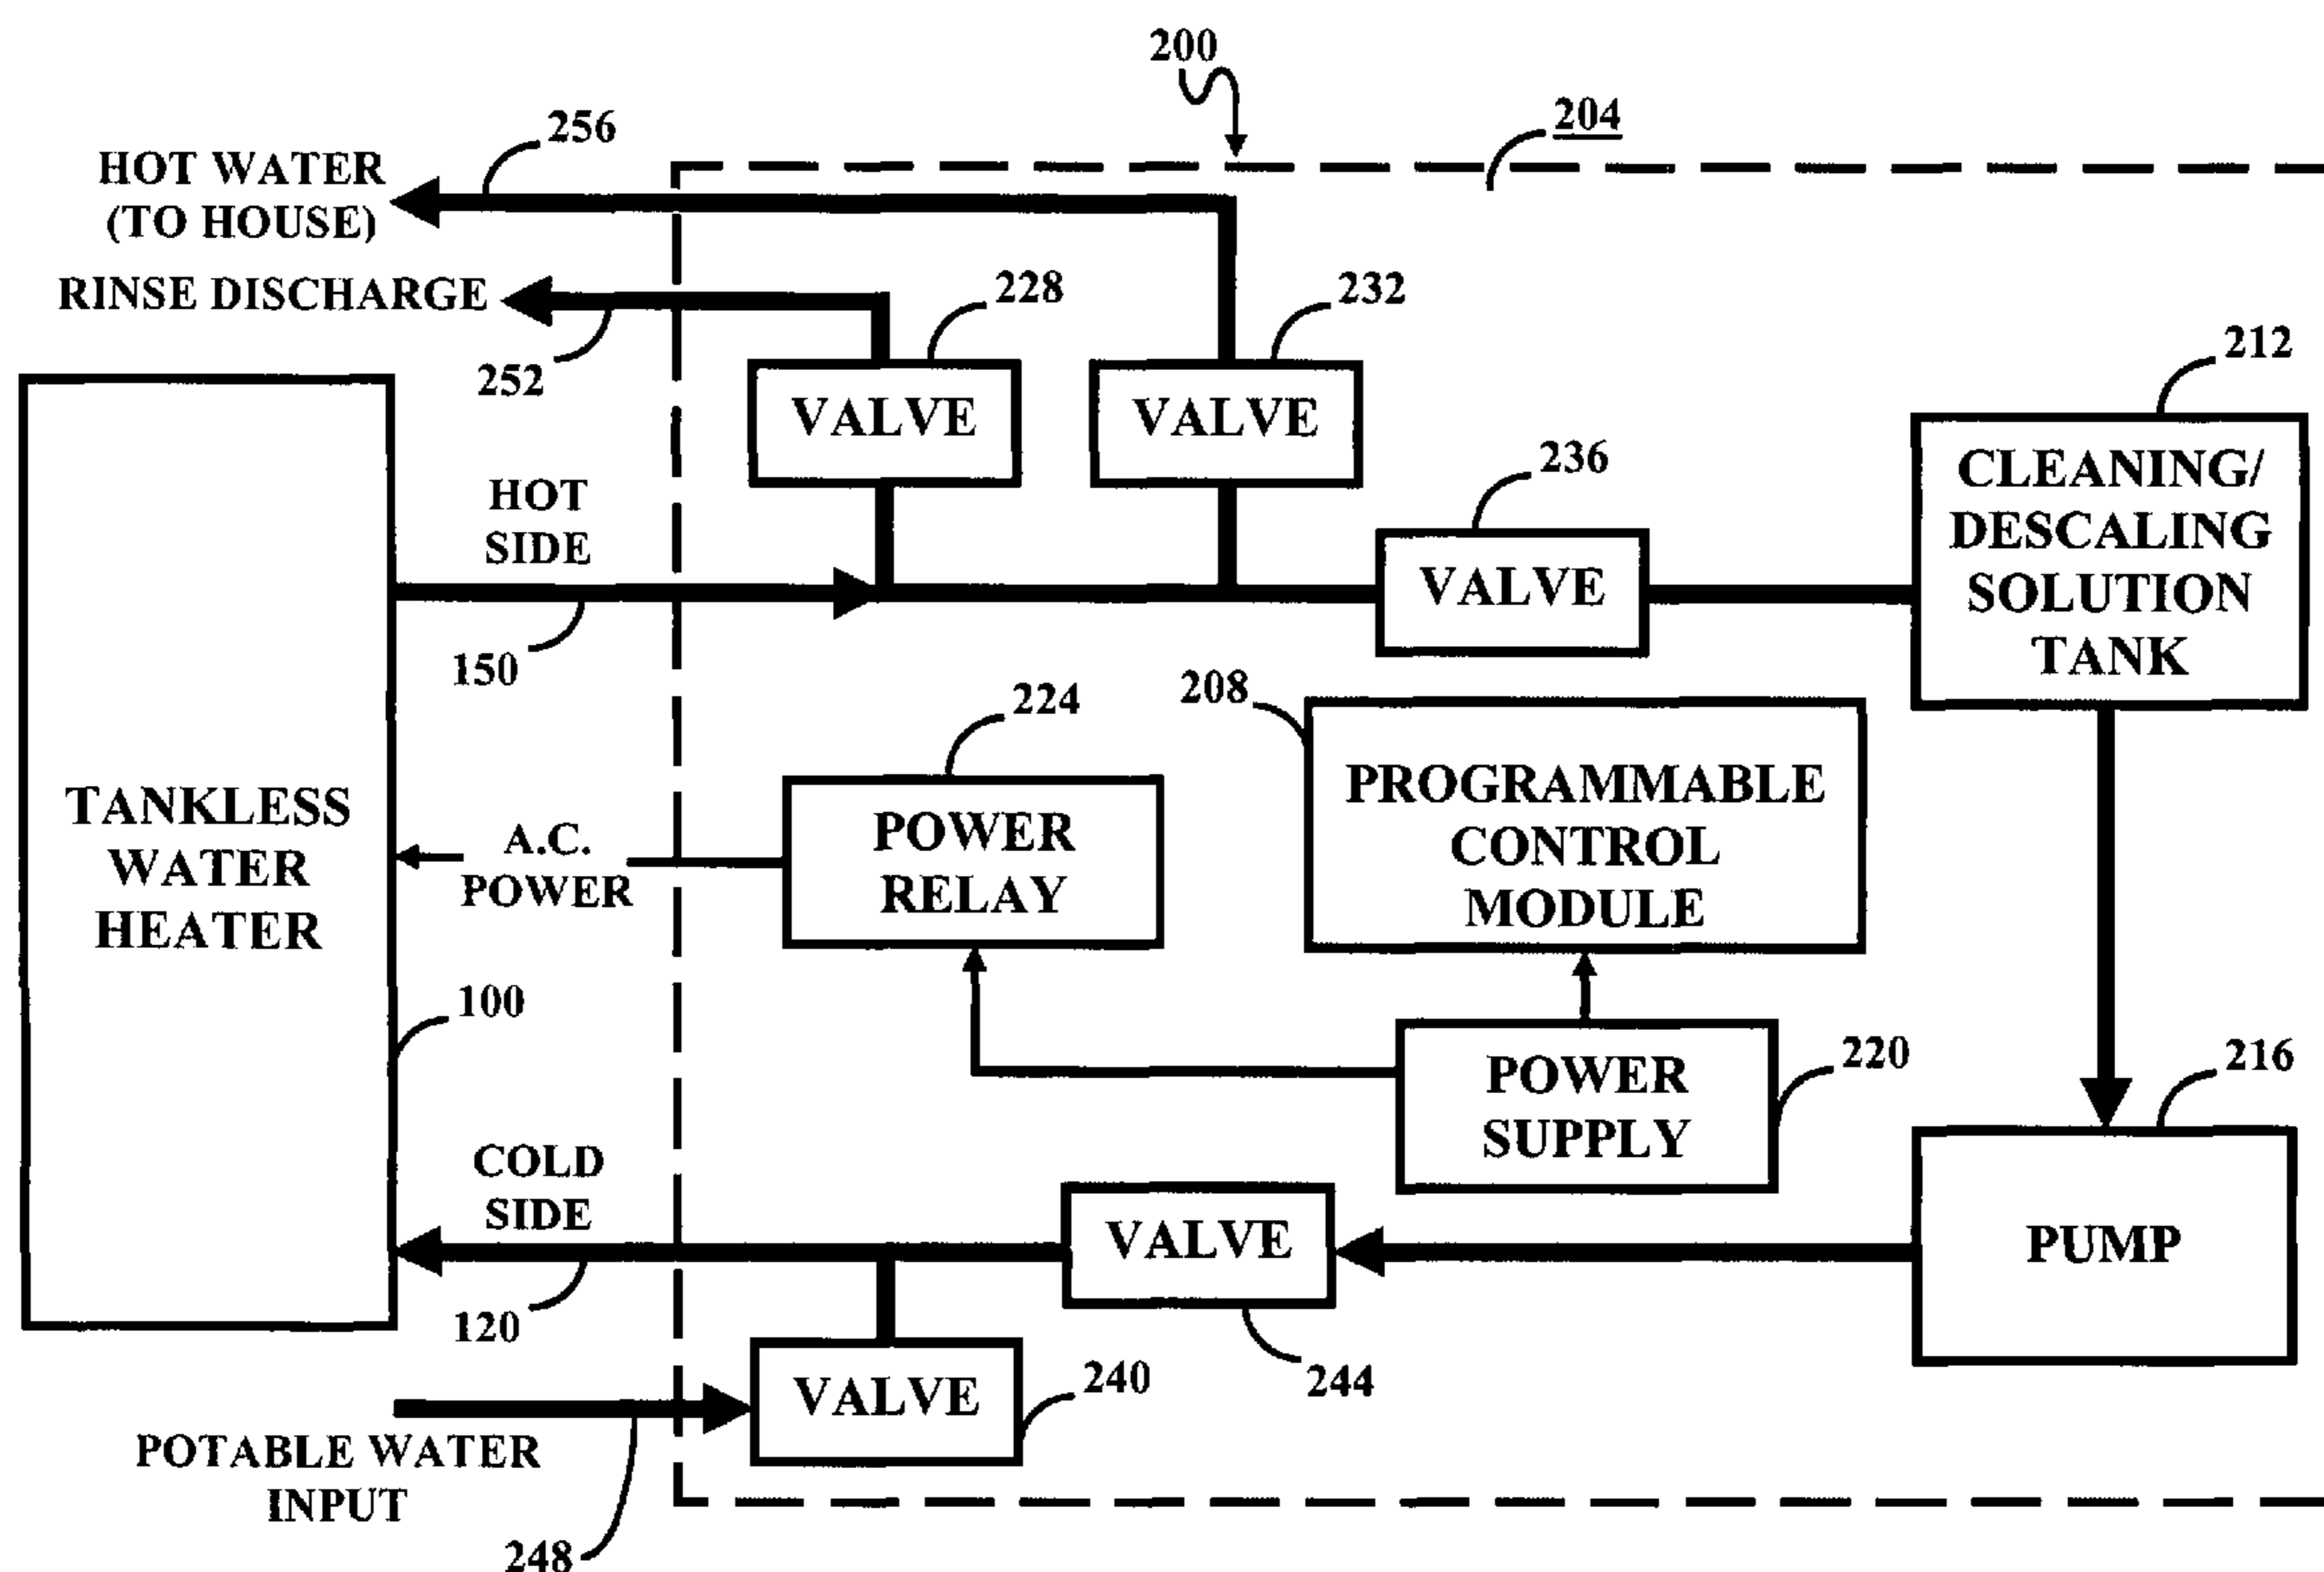 200
204
256
HOT WATER
(TO HOUSE)
RINSE DISCHARGE
252
228
232
212
VALVE
VALVE
236
CLEANING/
DESCALING
SOLUTION
TANK
HOT
SIDE
VALVE
150
224
208
TANKLESS
WATER
HEATER
A.C.
POWER
POWER
RELAY
PROGRAMMABLE
CONTROL
MODULE
100
POWER
SUPPLY
220
216
COLD
SIDE
VALVE
PUMP
120
244
VALVE
240
POTABLE WATER
INPUT
248